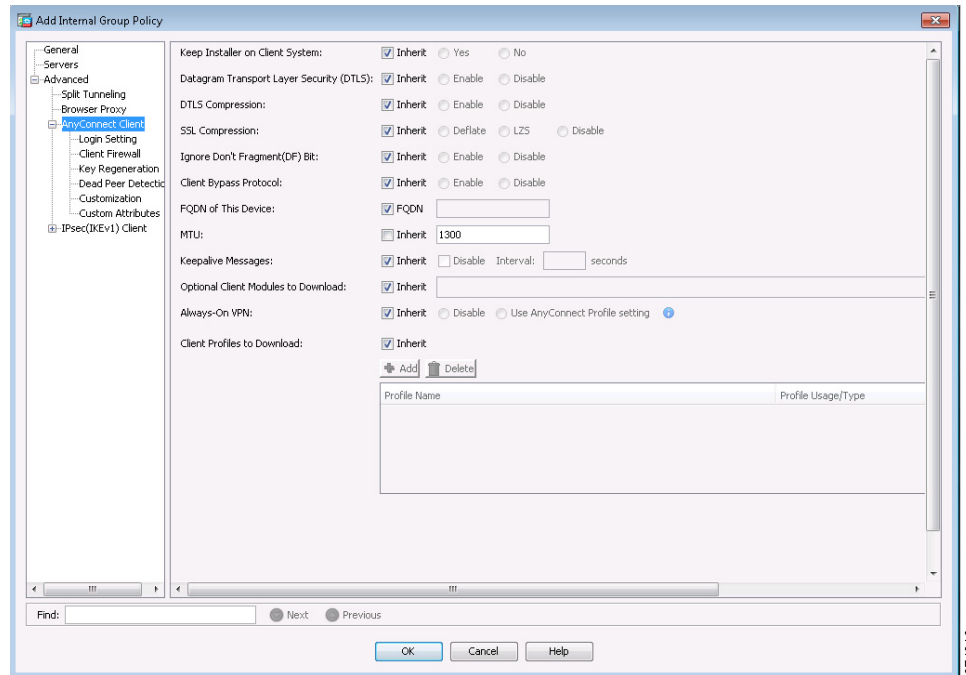 Add Internal Group Policy
General
Servers
Advanced
Split Tunneling
Browser Proxy
AnyConnect Client
Login Setting
Client Firewall
Key Regeneration
Dead Peer Detectic
Customization
Custom Attributes
IPsec(IKEv1) Client
Keep Installer on Client System: Inherit Yes No
Datagram Transport Layer Security (DTLS): Inherit Enable Disable
DTLS Compression: Inherit Enable Disable
SSL Compression: Inherit Deflate LZS Disable
Ignore Don't Fragment(DF) Bit: Inherit Enable Disable
Client Bypass Protocol: Inherit Enable Disable
FQDN of This Device: FQDN
MTU: Inherit 1300
Keepalive Messages: Inherit Disable Interval: seconds
Optional Client Modules to Download: Inherit
Always-On VPN: Inherit Disable Use AnyConnect Profile setting
Client Profiles to Download: Inherit
Add Delete
Profile Name Profile Usage/Type
Find: Next Previous
OK Cancel Help